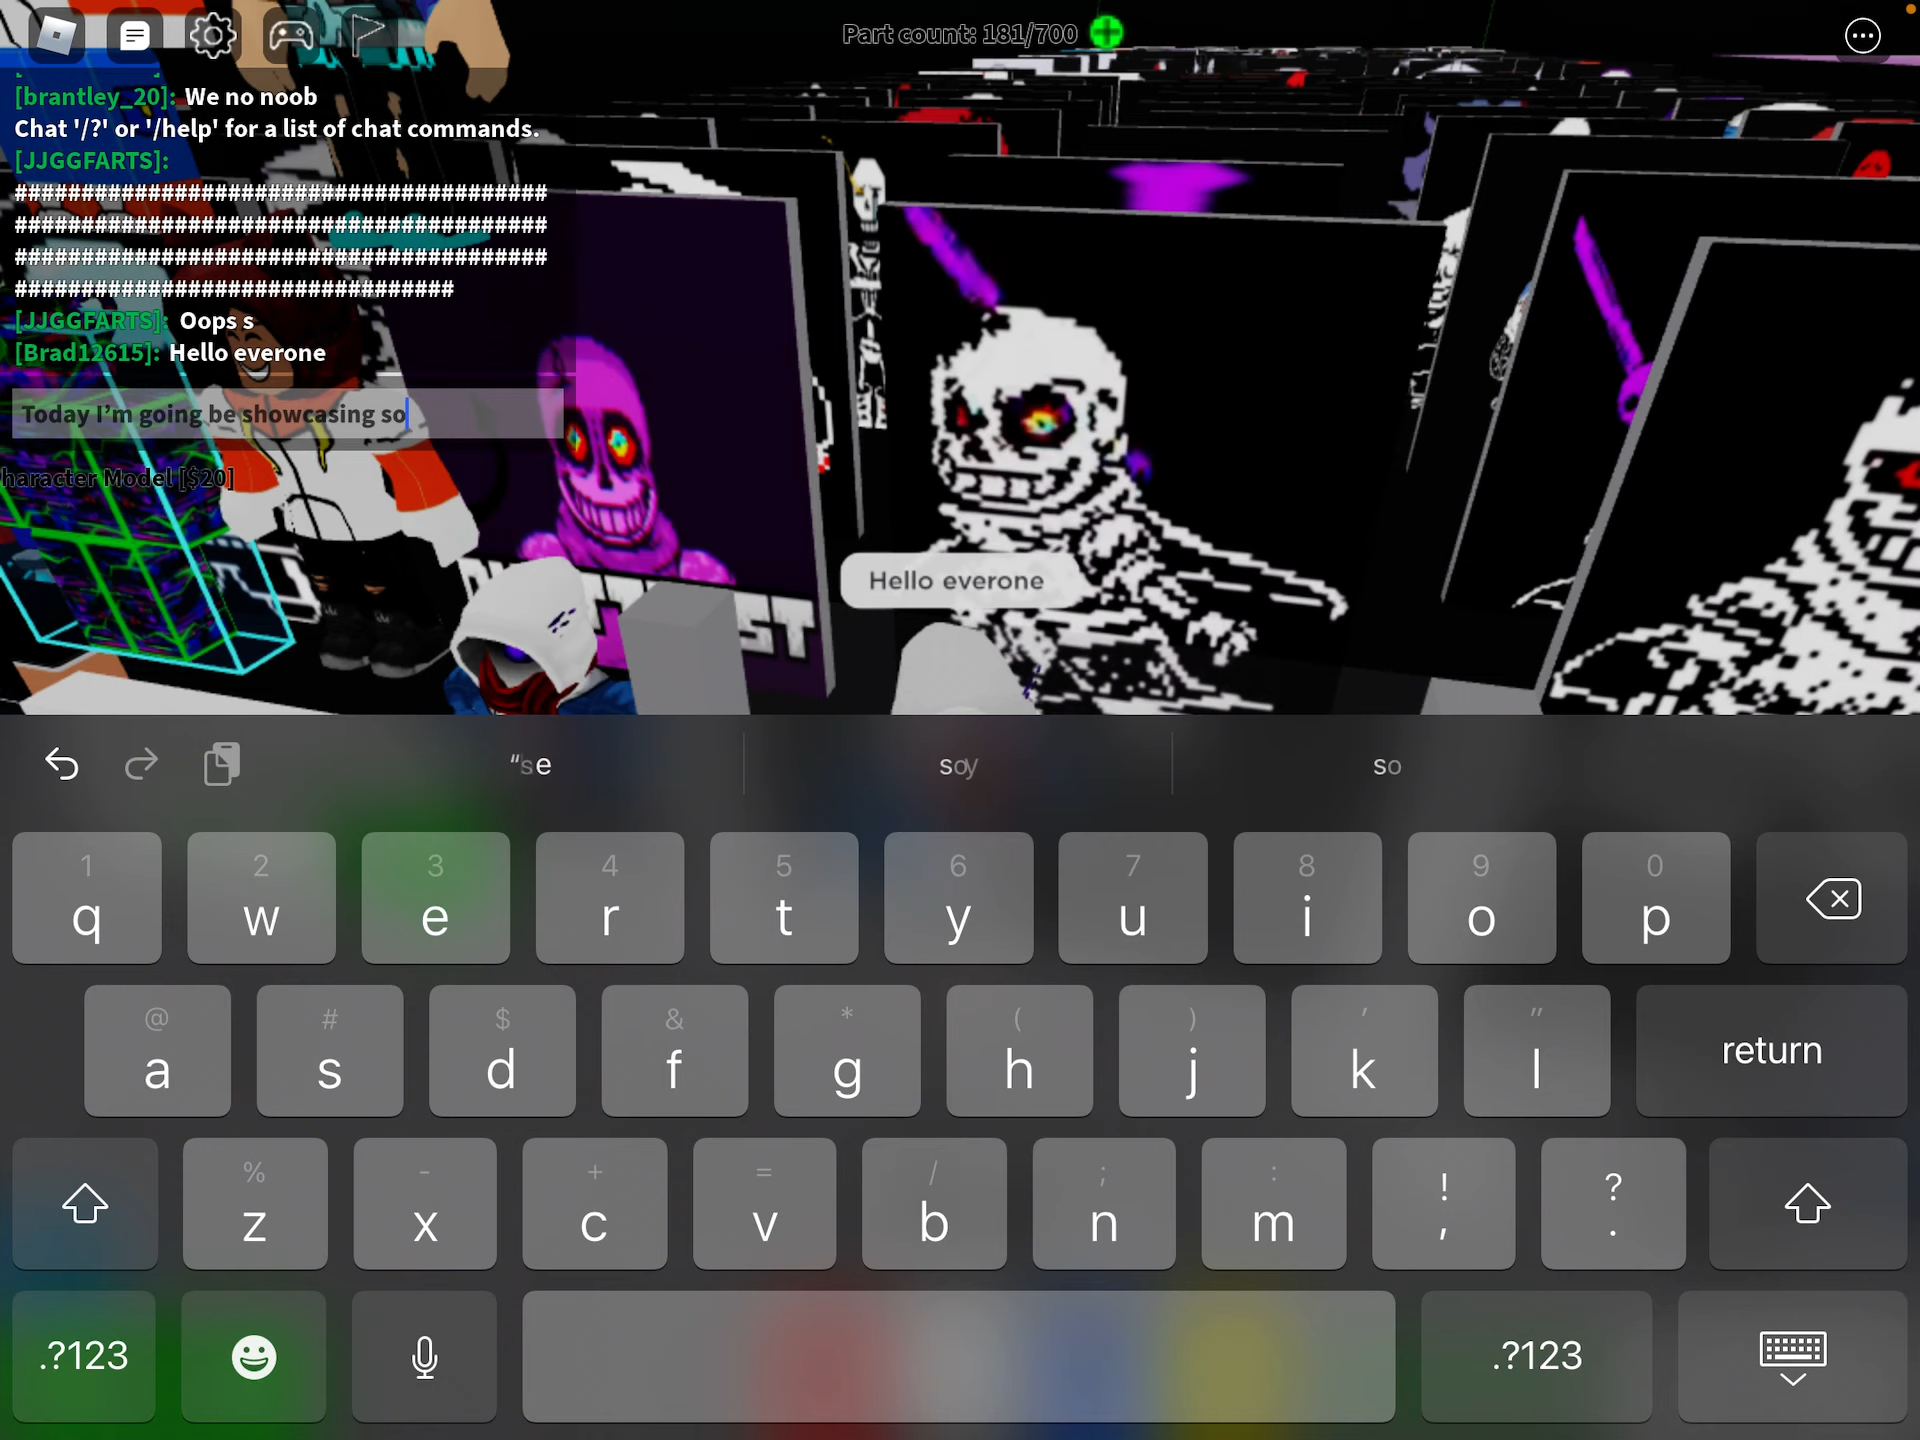 Part count: 181/700
[brantley_20]: We no noob
Chat '/?' or '/help' for a list of chat commands.
[JJGGFARTS]:
########################################
########################################
########################################
#################################
[JJGGFARTS]: Oops s
[Brad12615]: Hello everone
Today I'm going be showcasing so
haracter Model [$20]
Hello everone
ST
“se
soy
so
1 2 3 4 5 6 7 8 9 0
q w e r t y u i o p
@ # $ & * ( ) ' "
a s d f g h j k l return
% - + = / ; : ! ?
z x c v b n m , .
.?123 .?123